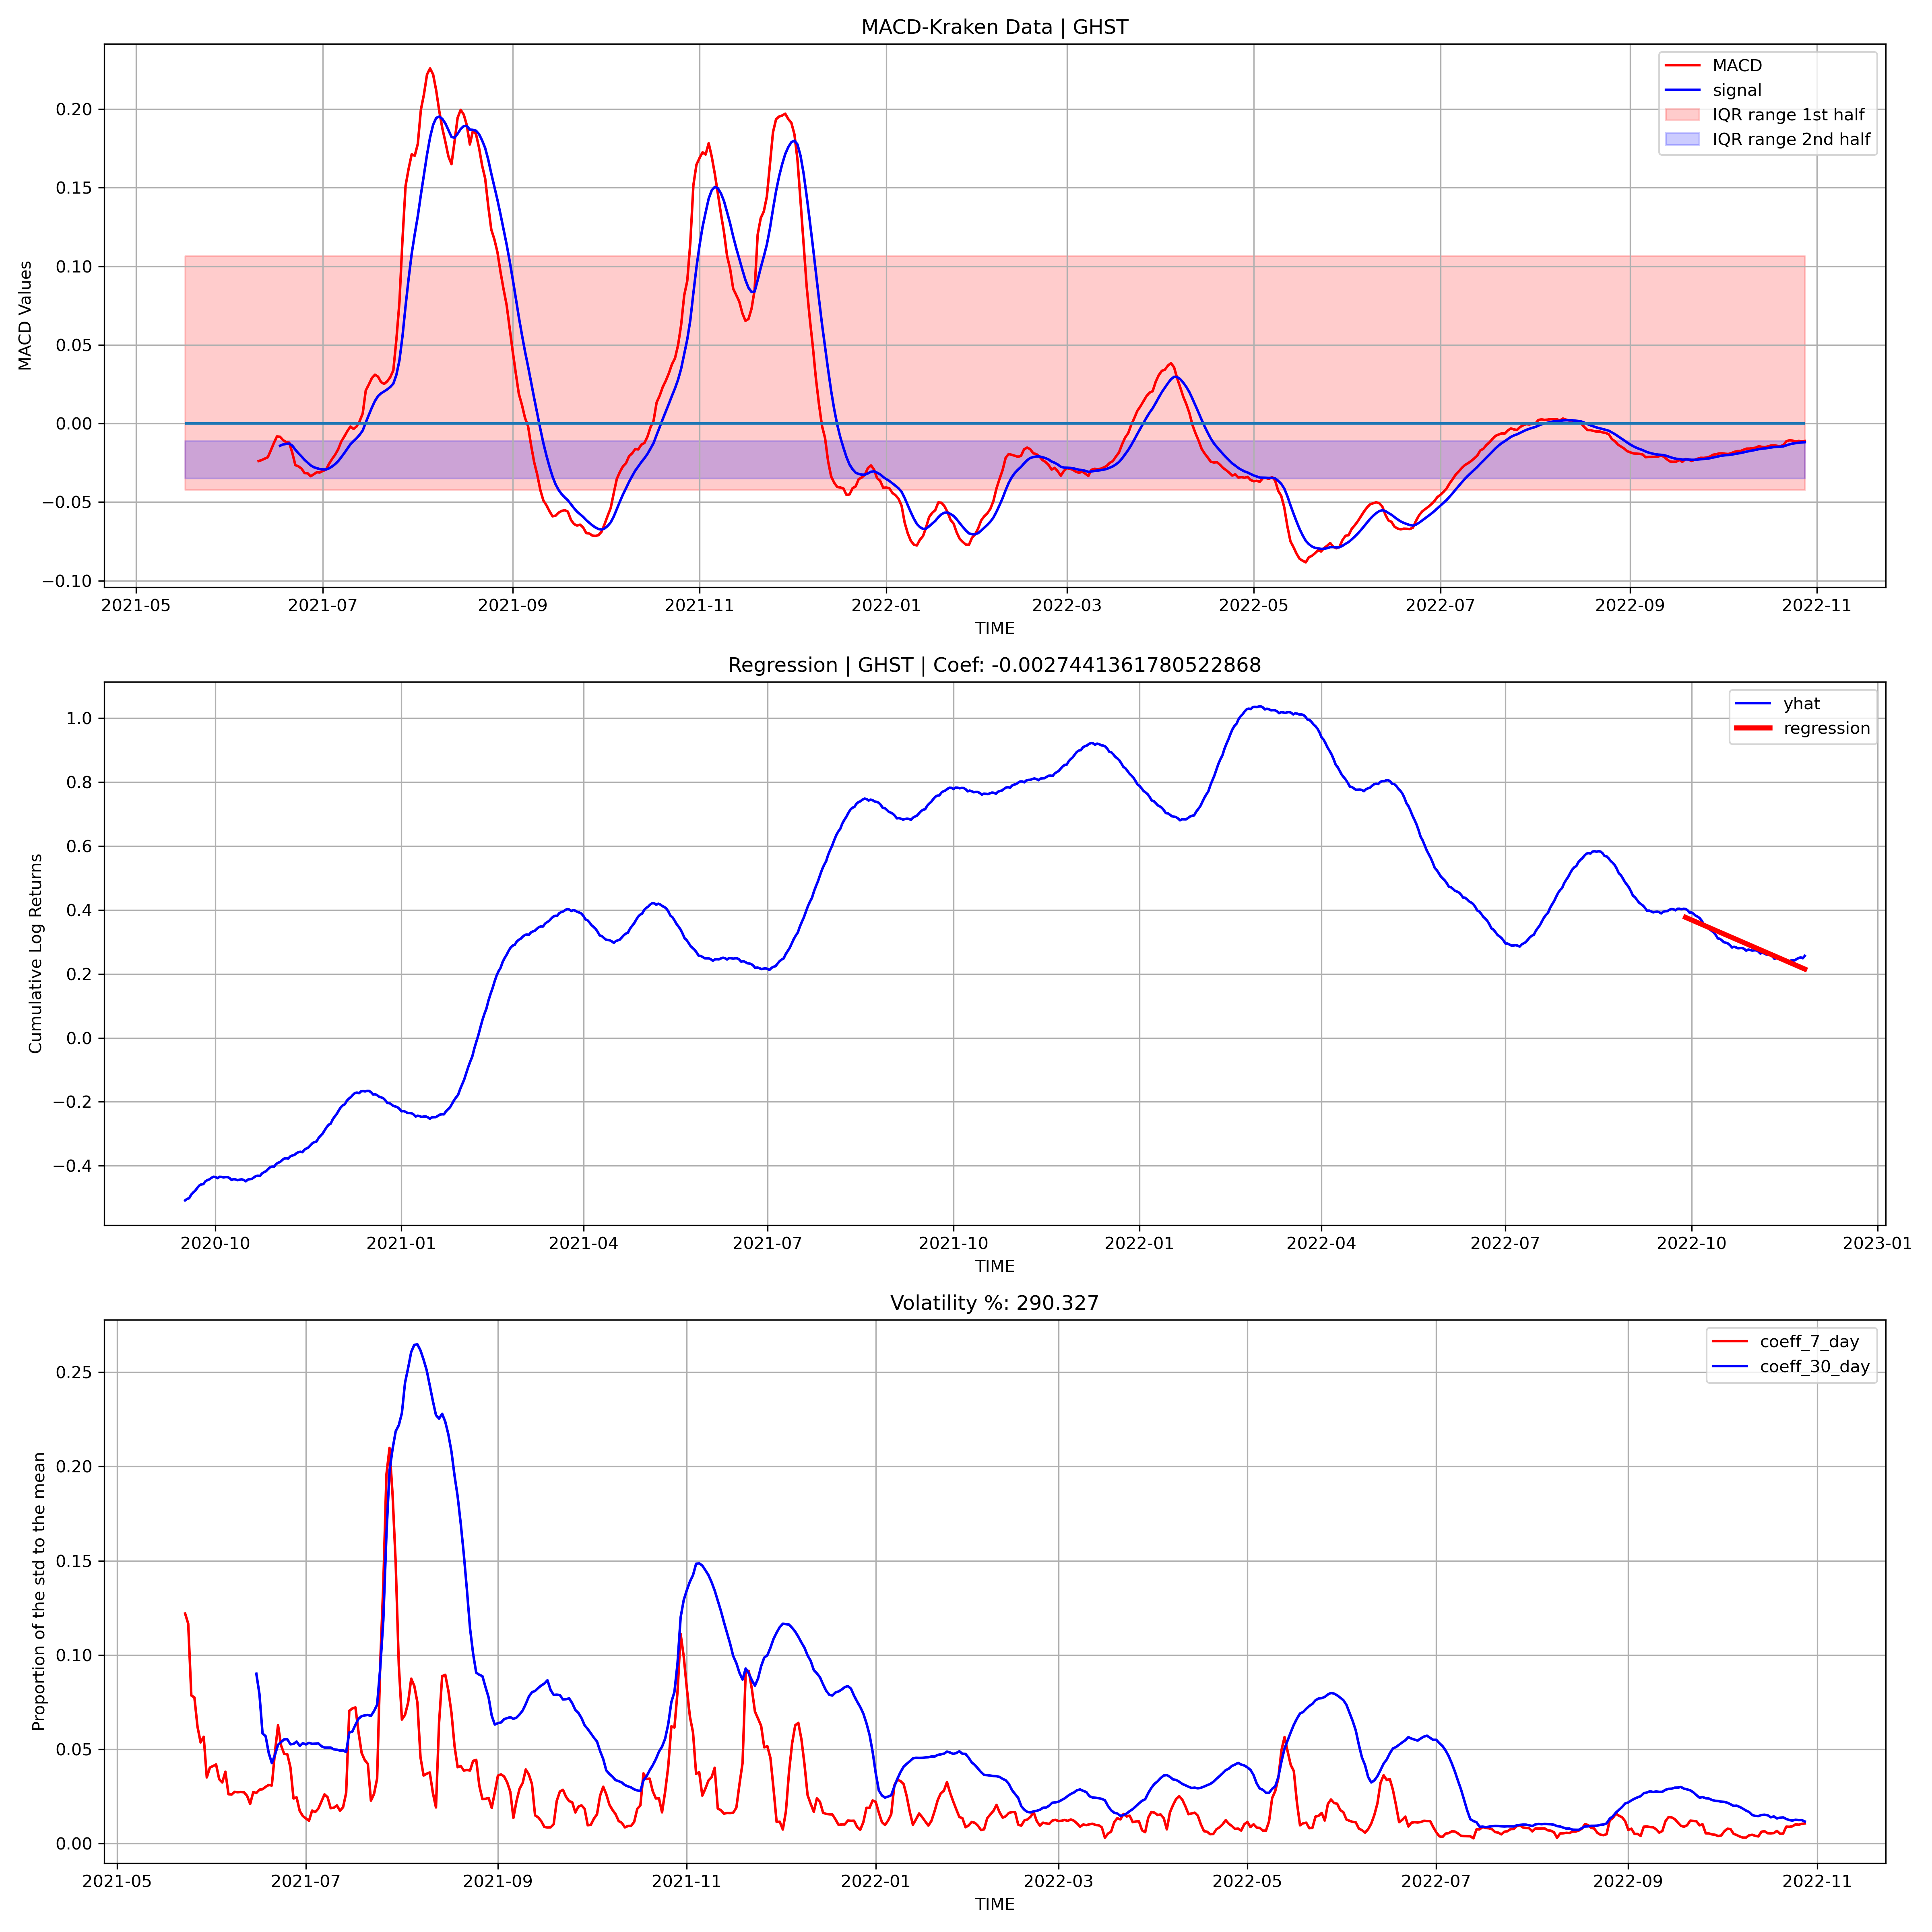 MACD-Kraken Data | GHST
MACD
signal
IQR range 1st half
IQR range 2nd half
MACD Values
0.20
0.15
0.10
0.05
0.00
−0.05
−0.10
2021-05 2021-07 2021-09 2021-11 2022-01 2022-03 2022-05 2022-07 2022-09 2022-11
TIME
Regression | GHST | Coef: -0.0027441361780522868
yhat
regression
Cumulative Log Returns
1.0
0.8
0.6
0.4
0.2
0.0
−0.2
−0.4
2020-10 2021-01 2021-04 2021-07 2021-10 2022-01 2022-04 2022-07 2022-10 2023-01
TIME
Volatility %: 290.327
coeff_7_day
coeff_30_day
Proportion of the std to the mean
0.25
0.20
0.15
0.10
0.05
0.00
2021-05 2021-07 2021-09 2021-11 2022-01 2022-03 2022-05 2022-07 2022-09 2022-11
TIME